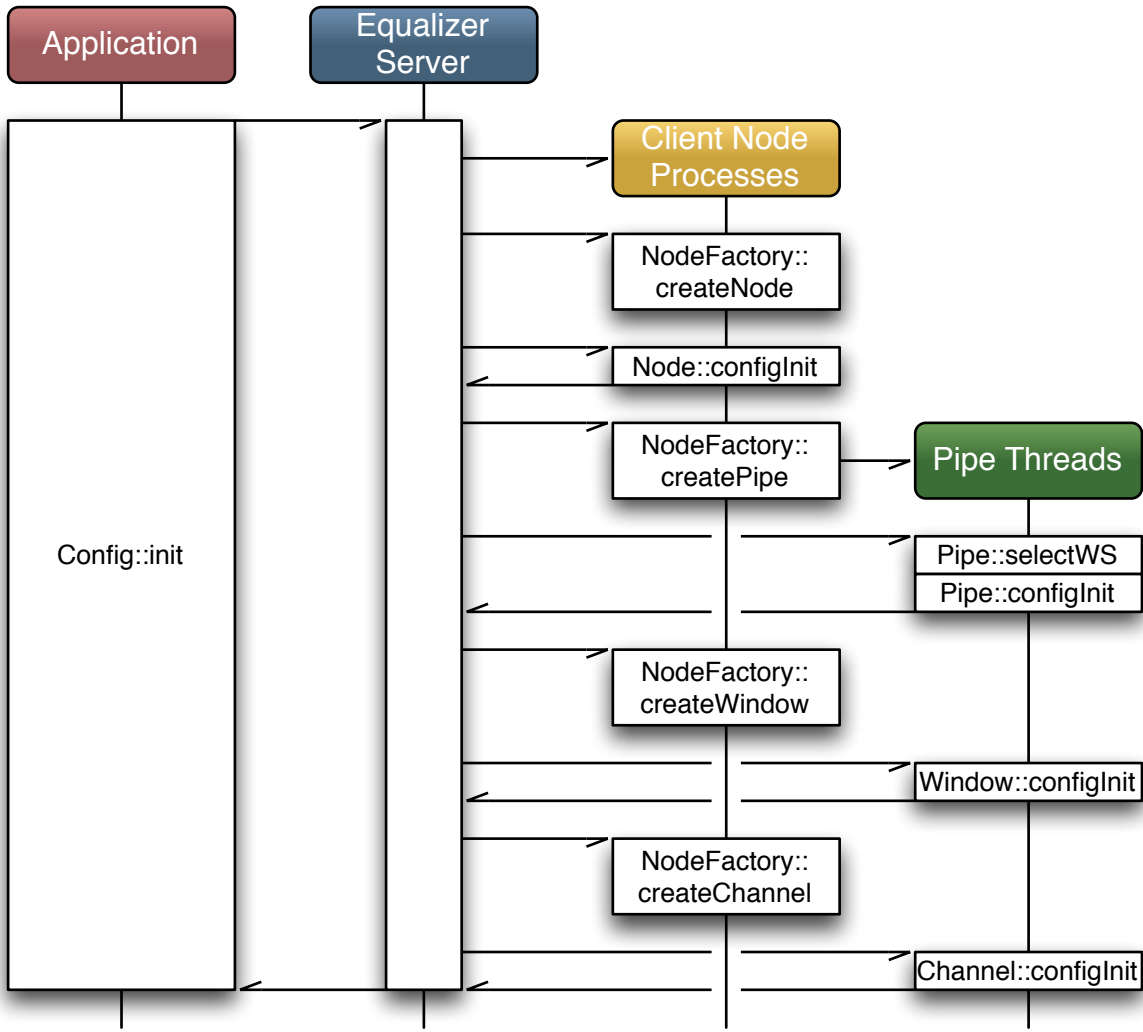 Application
Equalizer
Server
Client Node
Processes
NodeFactory::
createNode
Node::configInit
NodeFactory::
createPipe
Pipe Threads
Config::init
Pipe::selectWS
Pipe::configInit
NodeFactory::
createWindow
Window::configInit
NodeFactory::
createChannel
Channel::configInit